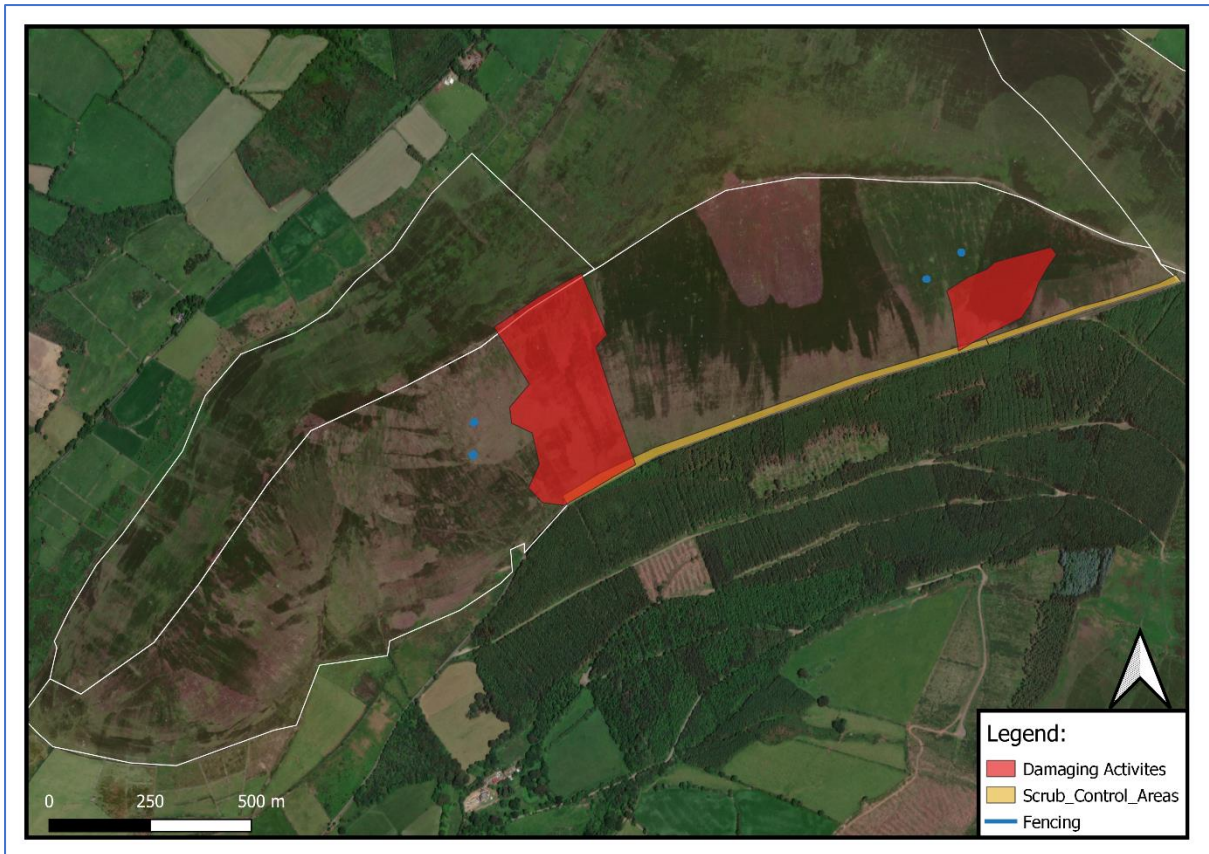 Legend:
Damaging Activites
Scrub_Control_Areas
Fencing
0 250 500 m